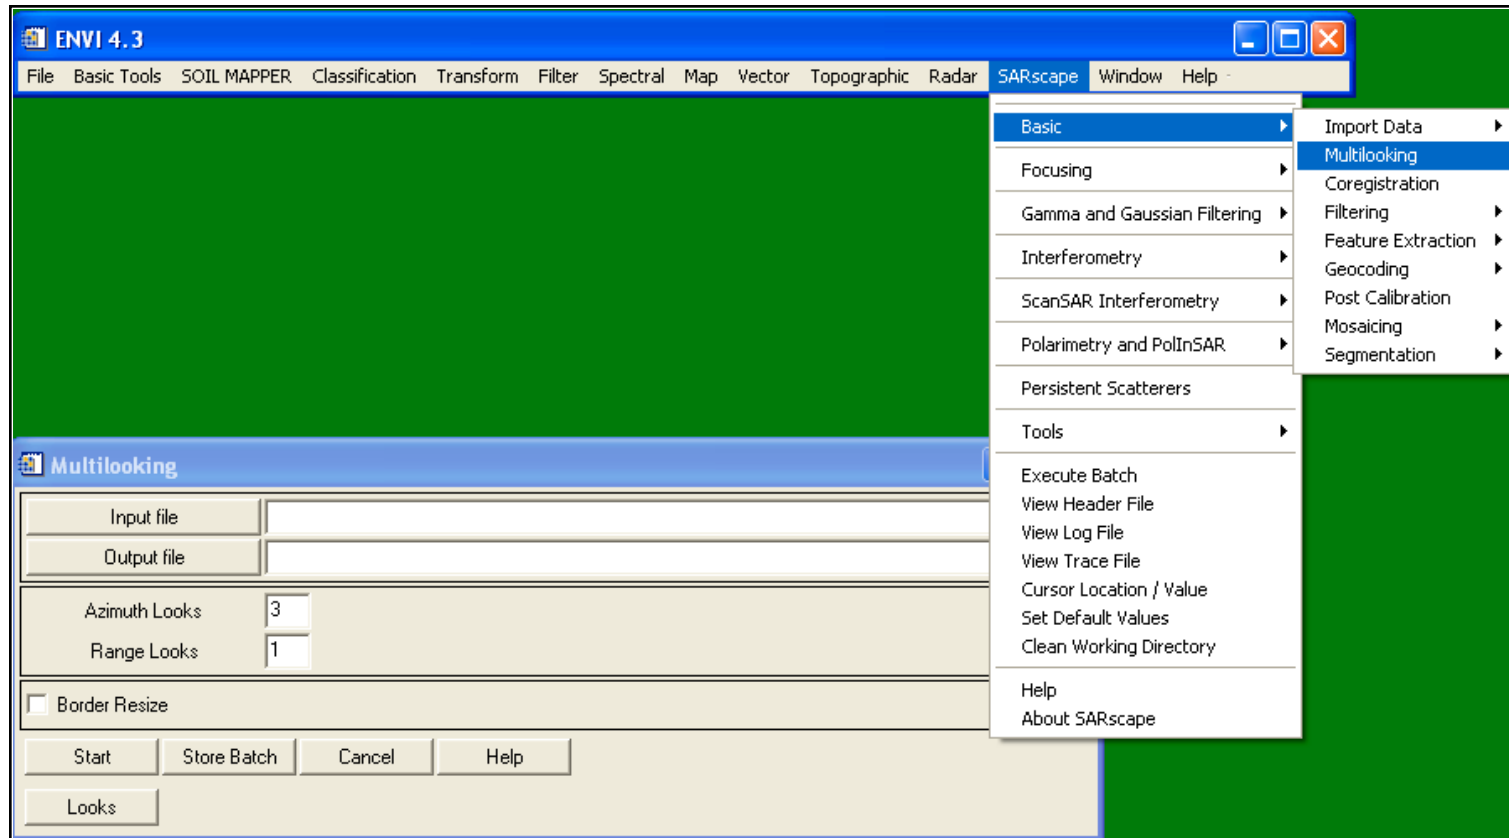 ENVI 4.3
File Basic Tools SOIL MAPPER Classification Transform Filter Spectral Map Vector Topographic Radar SARscape Window Help
Basic
Focusing
Gamma and Gaussian Filtering
Interferometry
ScanSAR Interferometry
Polarimetry and PolInSAR
Persistent Scatterers
Tools
Execute Batch
View Header File
View Log File
View Trace File
Cursor Location / Value
Set Default Values
Clean Working Directory
Help
About SARscape
Import Data
Multilooking
Coregistration
Filtering
Feature Extraction
Geocoding
Post Calibration
Mosaicing
Segmentation
Multilooking
Input file
Output file
Azimuth Looks 3
Range Looks 1
Border Resize
Start Store Batch Cancel Help
Looks